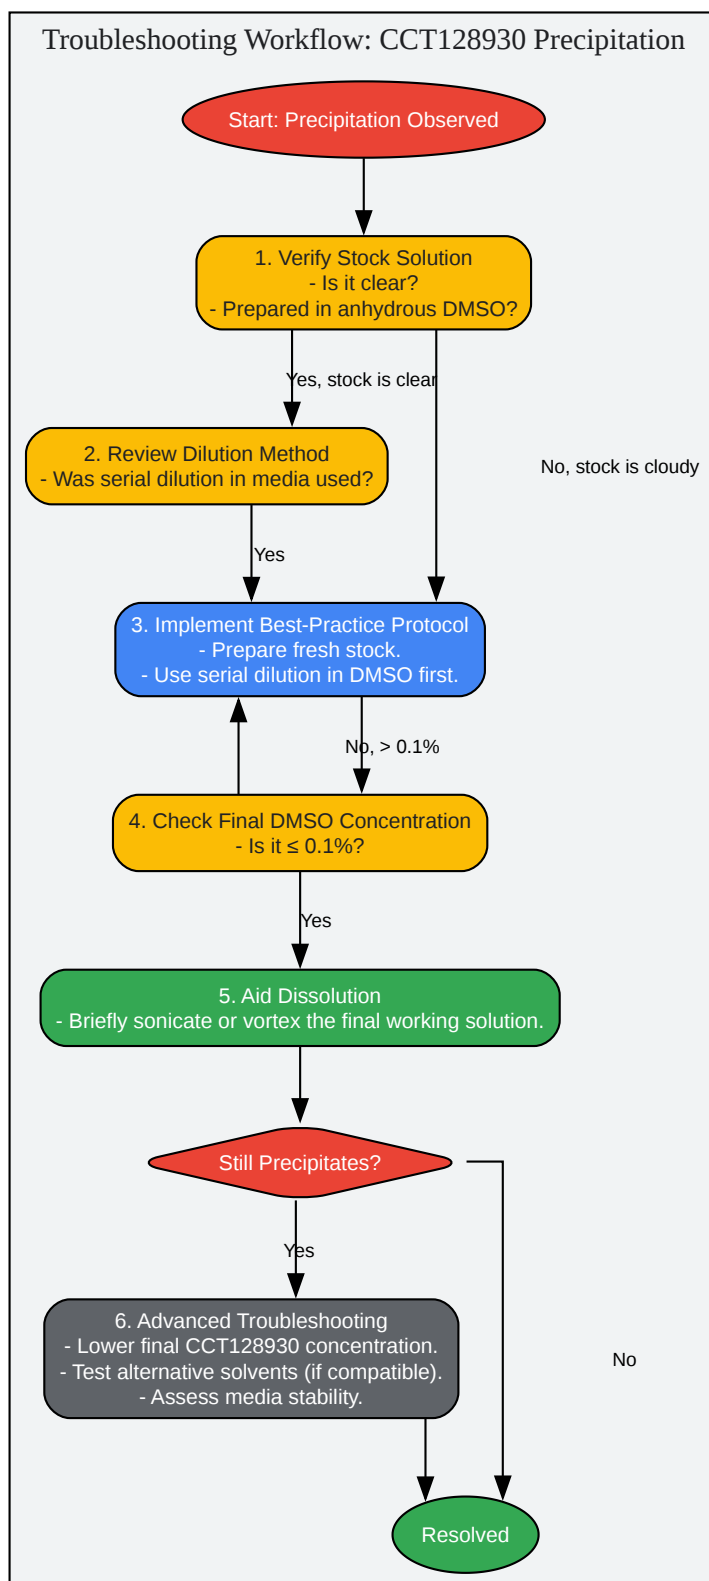 Troubleshooting Workflow: CCT128930 Precipitation
Start: Precipitation Observed
1. Verify Stock Solution
- Is it clear?
- Prepared in anhydrous DMSO?
Yes, stock is clear
2. Review Dilution Method
- Was serial dilution in media used?
No, stock is cloudy
Yes
3. Implement Best-Practice Protocol
- Prepare fresh stock.
- Use serial dilution in DMSO first.
No, > 0.1%
4. Check Final DMSO Concentration
- Is it ≤ 0.1%?
Yes
5. Aid Dissolution
- Briefly sonicate or vortex the final working solution.
Still Precipitates?
Yes
6. Advanced Troubleshooting
- Lower final CCT128930 concentration.
- Test alternative solvents (if compatible).
- Assess media stability.
No
Resolved